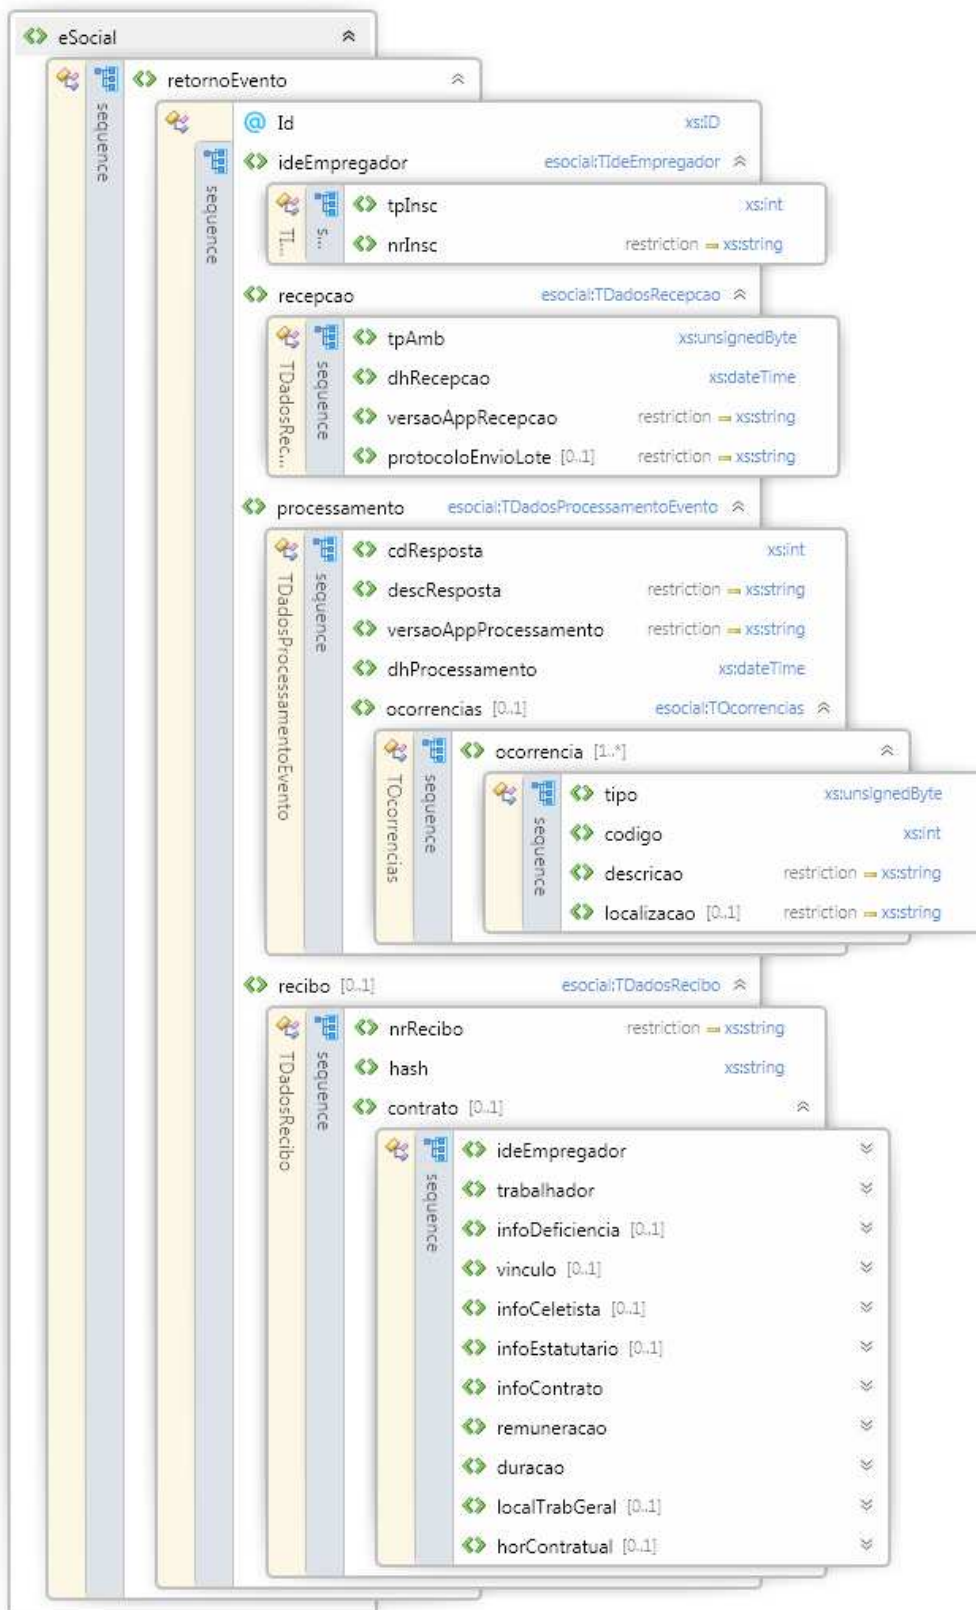 eSocial
sequence
retornoEvento
sequence
@ Id xs:ID
ideEmpregador esocial:TIdeEmpregador
TI...
s...
tpInsc xs:int
nrInsc restriction xs:string
recepcao esocial:TDadosRecepcao
TDadosRec...
sequence
tpAmb xs:unsignedByte
dhRecepcao xs:dateTime
versaoAppRecepcao restriction xs:string
protocoloEnvioLote [0..1] restriction xs:string
processamento esocial:TDadosProcessamentoEvento
TDadosProcessamentoEvento
sequence
cdResposta xs:int
descResposta restriction xs:string
versaoAppProcessamento restriction xs:string
dhProcessamento xs:dateTime
ocorrencias [0..1] esocial:TOcorrencias
TOcorrencias
sequence
ocorrencia [1..*]
sequence
tipo xs:unsignedByte
codigo xs:int
descricao restriction xs:string
localizacao [0..1] restriction xs:string
recibo [0..1] esocial:TDadosRecibo
TDadosRecibo
sequence
nrRecibo restriction xs:string
hash xs:string
contrato [0..1]
sequence
ideEmpregador
trabalhador
infoDeficiencia [0..1]
vinculo [0..1]
infoCeletista [0..1]
infoEstatutario [0..1]
infoContrato
remuneracao
duracao
localTrabGeral [0..1]
horContratual [0..1]